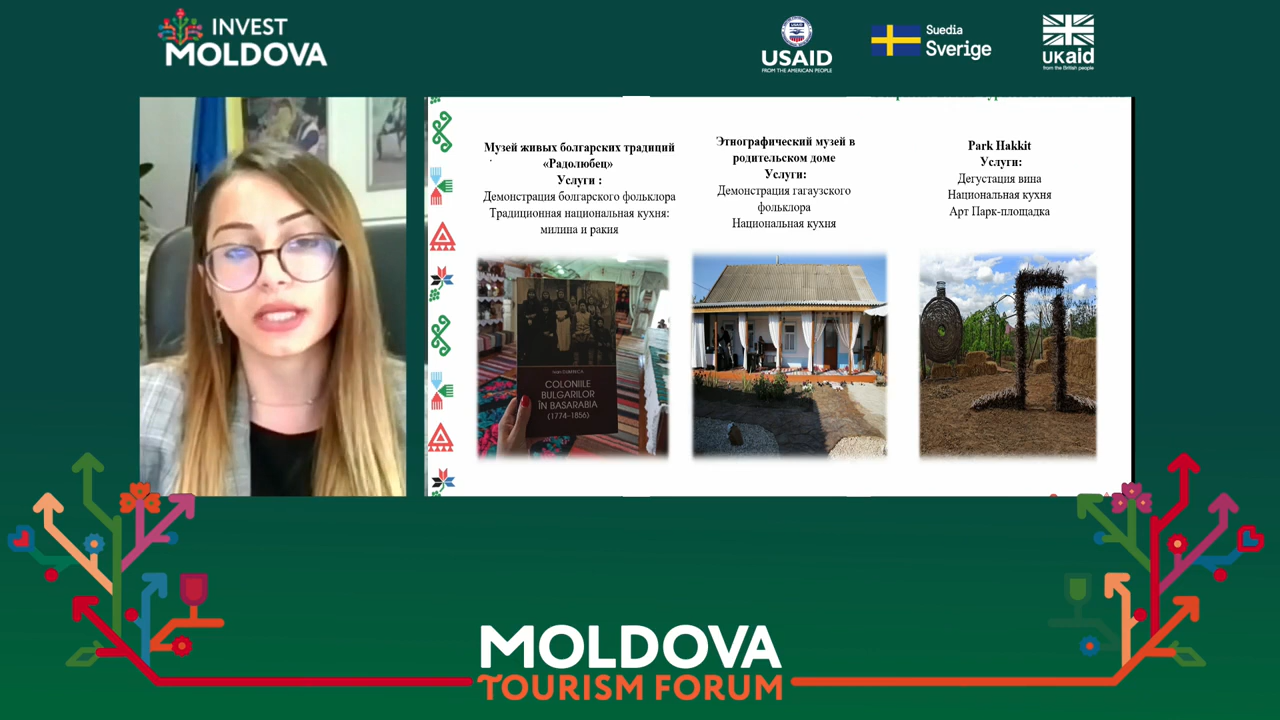 INVEST
MOLDOVA
USAID
FROM THE AMERICAN PEOPLE
Suedia
Sverige
UKaid
from the British people
Музей живых болгарских традиций
«Радолюбец»
Услуги :
Демонстрация болгарского фольклора
Традиционная национальная кухня:
милина и ракия
Этнографический музей в
родительском доме
Услуги:
Демонстрация гагаузского
фольклора
Национальная кухня
Park Hakkit
Услуги:
Дегустация вина
Национальная кухня
Арт Парк-площадка
COLONIILE
BULGARILOR
ÎN BASARABIA
(1774-1856)
MOLDOVA
TOURISM FORUM